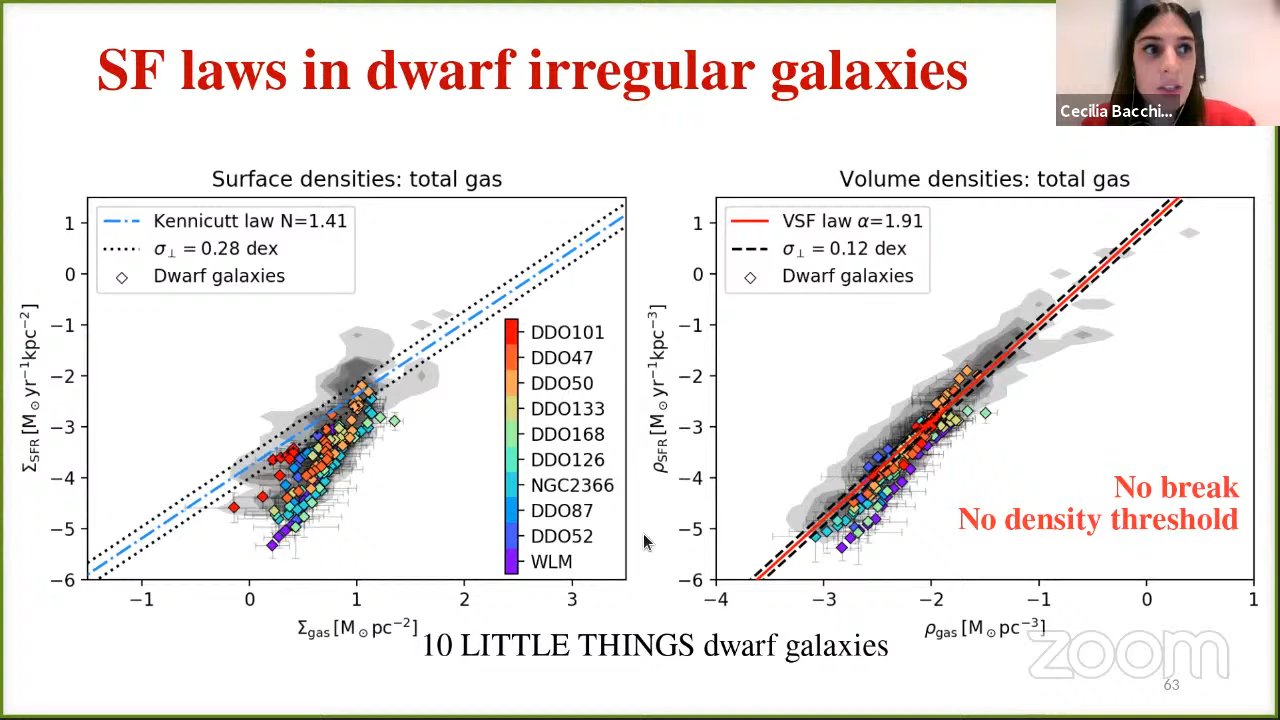 SF laws in dwarf irregular galaxies
Cecilia Bacchi...
Surface densities: total gas
Kennicutt law N=1.41
σ⊥ = 0.28 dex
Dwarf galaxies
1
0
−1
−2
−3
−4
−5
−6
ΣSFR [M⊙ yr−1kpc−2]
DDO101
DDO47
DDO50
DDO133
DDO168
DDO126
NGC2366
DDO87
DDO52
WLM
−1 0 1 2 3
Σgas [M⊙ pc−2]
Volume densities: total gas
VSF law α=1.91
σ⊥ = 0.12 dex
Dwarf galaxies
1
0
−1
−2
−3
−4
−5
−6
ρSFR [M⊙ yr−1kpc−3]
No break
No density threshold
−4 −3 −2 −1 0 1
ρgas [M⊙ pc−3]
10 LITTLE THINGS dwarf galaxies
zoom
63